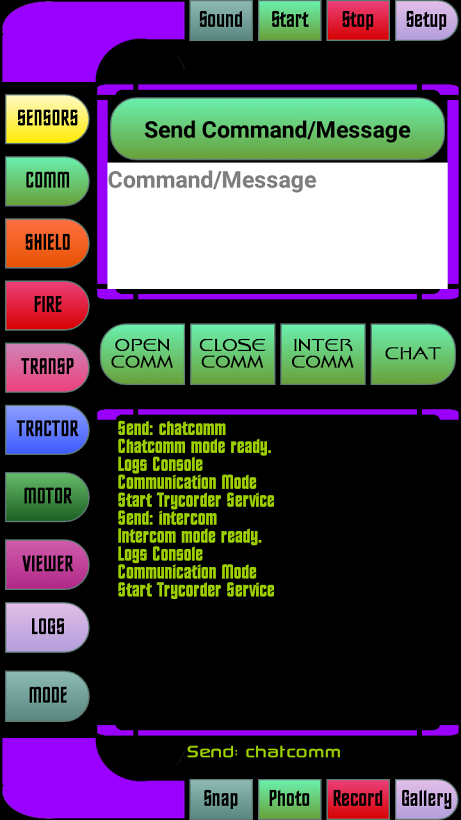 Sound Start Stop Setup
SENSORS
COMM
SHIELD
FIRE
TRANSP
TRACTOR
MOTOR
VIEWER
LOGS
MODE
Send Command/Message
Command/Message
OPEN COMM
CLOSE COMM
INTER COMM
CHAT
Send: chatcomm
Chatcomm mode ready.
Logs Console
Communication Mode
Start Trycorder Service
Send: intercom
Intercom mode ready.
Logs Console
Communication Mode
Start Trycorder Service
Send: chatcomm
Snap Photo Record Gallery